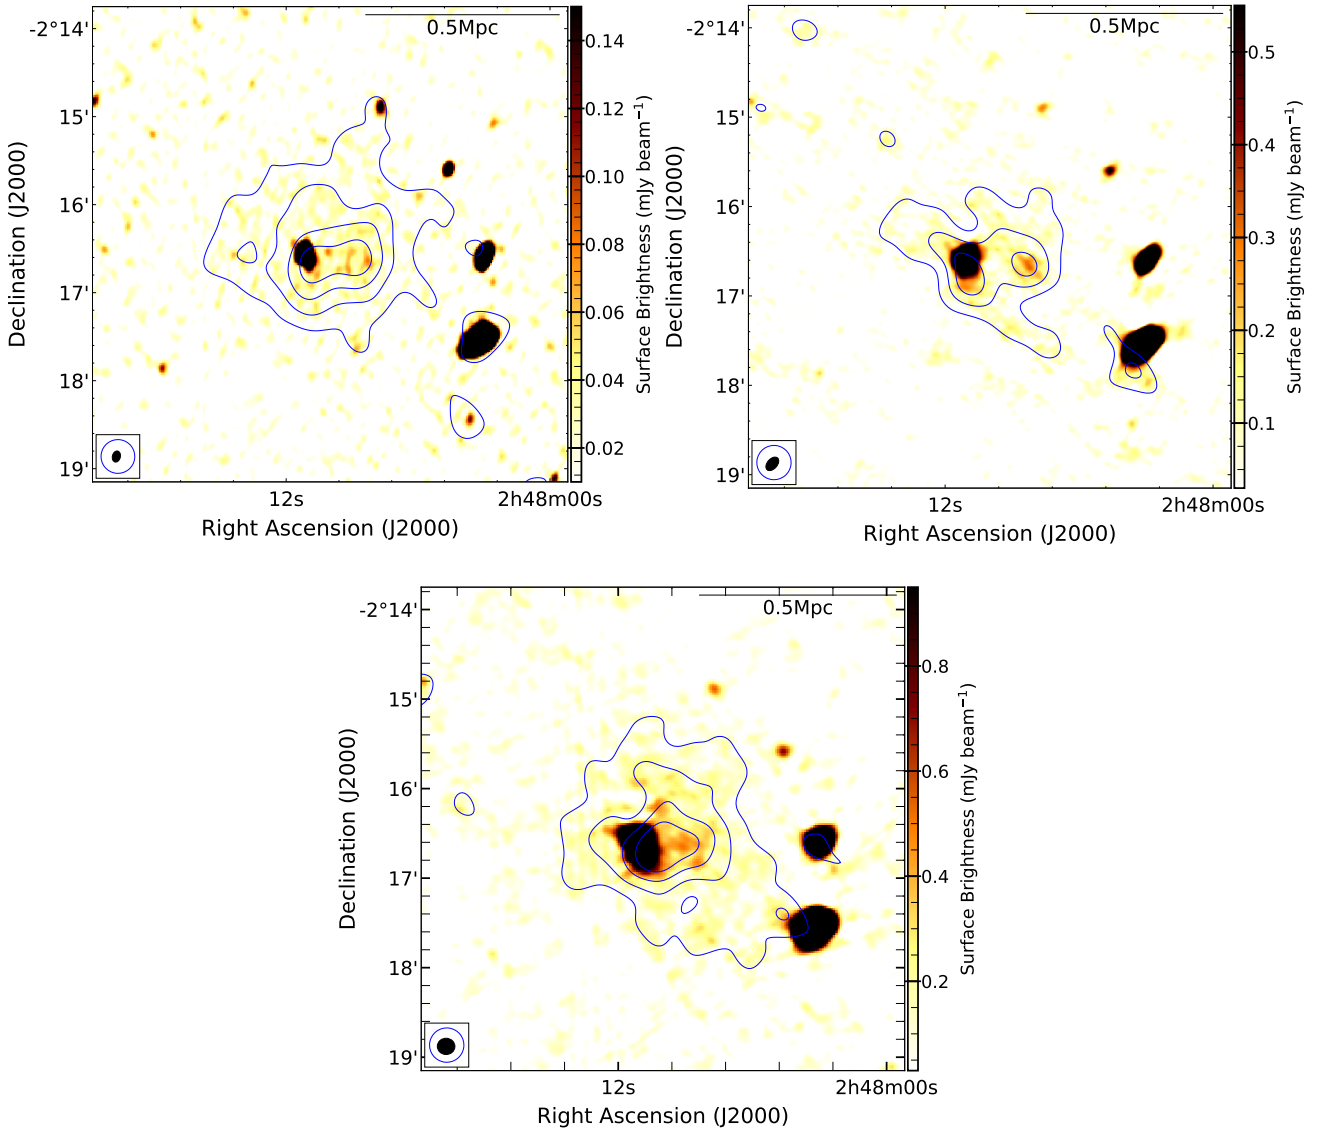 0.5Mpc
-2°14'
15'
16'
17'
18'
19'
Declination (J2000)
12s
2h48m00s
Right Ascension (J2000)
0.14
0.12
0.10
0.08
0.06
0.04
0.02
Surface Brightness (mJy beam⁻¹)
0.5Mpc
-2°14'
15'
16'
17'
18'
19'
Declination (J2000)
12s
2h48m00s
Right Ascension (J2000)
0.5
0.4
0.3
0.2
0.1
Surface Brightness (mJy beam⁻¹)
0.5Mpc
-2°14'
15'
16'
17'
18'
19'
Declination (J2000)
12s
2h48m00s
Right Ascension (J2000)
0.8
0.6
0.4
0.2
Surface Brightness (mJy beam⁻¹)